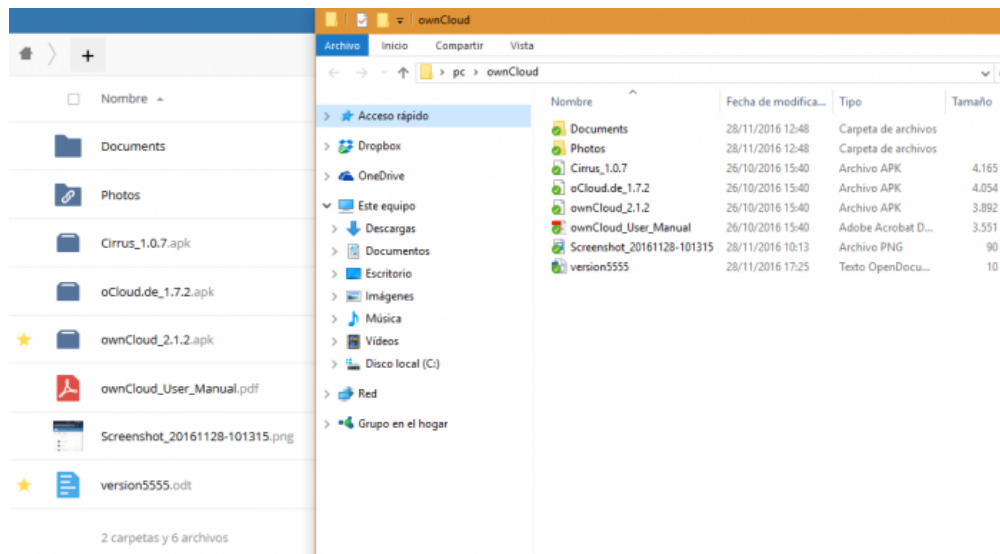 Nombre
Documents
Photos
Cirrus_1.0.7.apk
oCloud.de_1.7.2.apk
ownCloud_2.1.2.apk
ownCloud_User_Manual.pdf
Screenshot_20161128-101315.png
version5555.odt
2 carpetas y 6 archivos
ownCloud
Archivo Inicio Compartir Vista
pc ownCloud
Acceso rápido
Dropbox
OneDrive
Este equipo
Descargas
Documentos
Escritorio
Imágenes
Música
Vídeos
Disco local (C:)
Red
Grupo en el hogar
Nombre Fecha de modifica... Tipo Tamaño
Documents 28/11/2016 12:48 Carpeta de archivos
Photos 28/11/2016 12:48 Carpeta de archivos
Cirrus_1.0.7 26/10/2016 15:40 Archivo APK 4.165
oCloud.de_1.7.2 26/10/2016 15:40 Archivo APK 4.054
ownCloud_2.1.2 26/10/2016 15:40 Archivo APK 3.892
ownCloud_User_Manual 26/10/2016 15:40 Adobe Acrobat D... 3.551
Screenshot_20161128-101315 28/11/2016 10:13 Archivo PNG 90
version5555 28/11/2016 17:25 Texto OpenDocu... 10